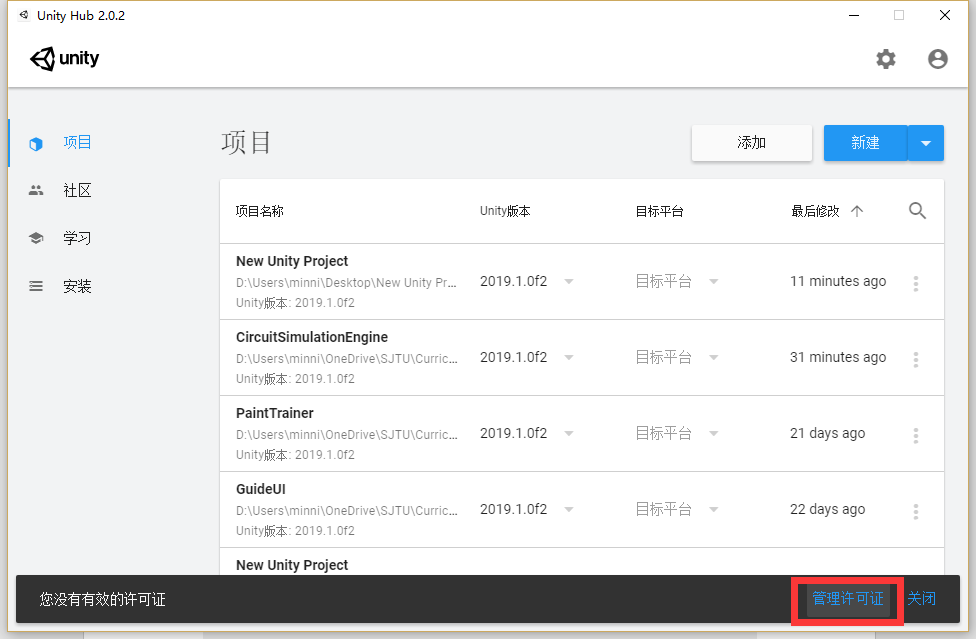 Unity Hub 2.0.2
unity
项目
社区
学习
安装
项目
添加
新建
项目名称 Unity版本 目标平台 最后修改
New Unity Project
D:\Users\minni\Desktop\New Unity Pr...
Unity版本: 2019.1.0f2
2019.1.0f2 目标平台 11 minutes ago
CircuitSimulationEngine
D:\Users\minni\OneDrive\SJTU\Curric...
Unity版本: 2019.1.0f2
2019.1.0f2 目标平台 31 minutes ago
PaintTrainer
D:\Users\minni\OneDrive\SJTU\Curric...
Unity版本: 2019.1.0f2
2019.1.0f2 目标平台 21 days ago
GuideUI
D:\Users\minni\OneDrive\SJTU\Curric...
Unity版本: 2019.1.0f2
2019.1.0f2 目标平台 22 days ago
New Unity Project
您没有有效的许可证 管理许可证 关闭